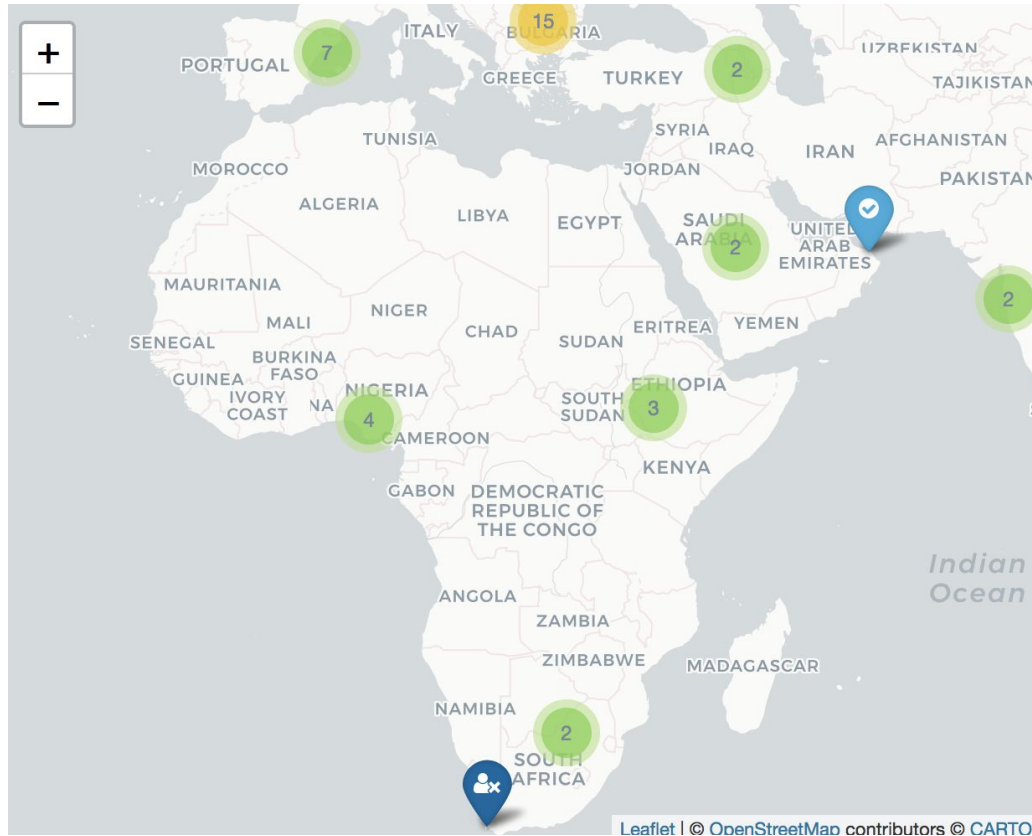 +
−
15
ITALY
BULGARIA
7
PORTUGAL
GREECE
TURKEY
2
UZBEKISTAN
TAJIKISTAN
TUNISIA
SYRIA
IRAQ
IRAN
AFGHANISTAN
MOROCCO
JORDAN
PAKISTAN
ALGERIA
LIBYA
EGYPT
SAUDI
ARABIA
2
UNITED
ARAB
EMIRATES
MAURITANIA
2
MALI
NIGER
CHAD
SUDAN
ERITREA
YEMEN
SENEGAL
BURKINA
FASO
GUINEA
IVORY
COAST
NA
NIGERIA
4
SOUTH
SUDAN
ETHIOPIA
3
CAMEROON
KENYA
GABON
DEMOCRATIC
REPUBLIC OF
THE CONGO
Indian
Ocean
ANGOLA
ZAMBIA
ZIMBABWE
MADAGASCAR
NAMIBIA
2
SOUTH
AFRICA
Leaflet | © OpenStreetMap contributors © CARTO